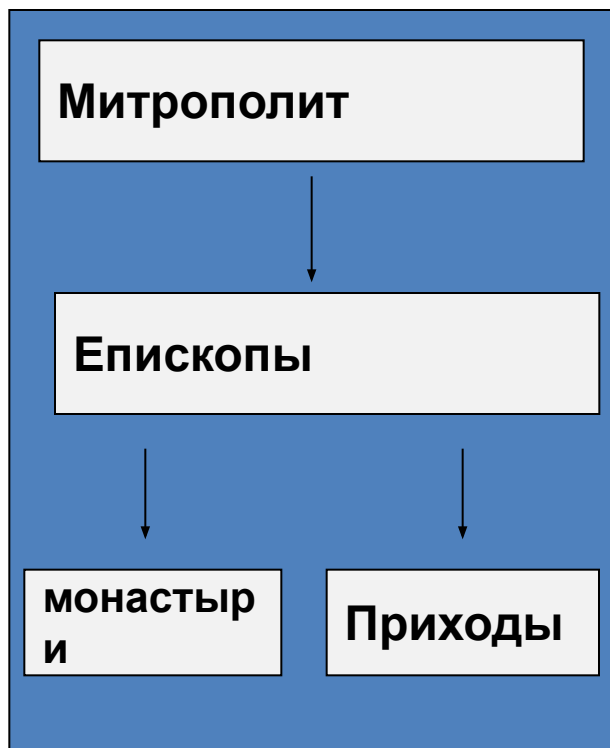 Митрополит
Епископы
монастыр
и
Приходы